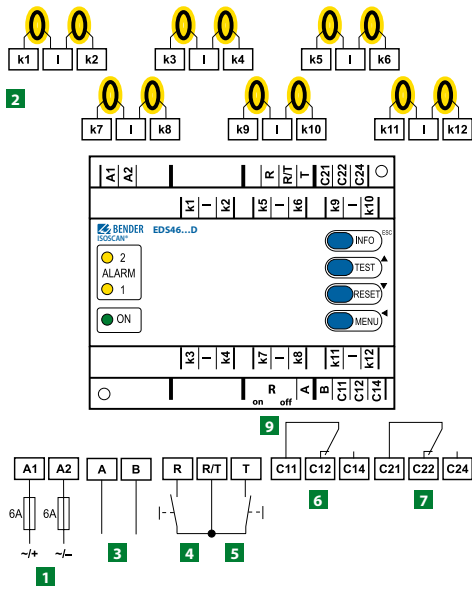 k1 I k2 k3 I k4 k5 I k6
2
k7 I k8 k9 I k10 k11 I k12
A1 A2 R R/T T C21 C22 C24
k1 I k2 k5 I k6 k9 I k10
BENDER EDS46...D
ISOSCAN®
INFO ESC
2
TEST
ALARM
1
RESET
ON
MENU
k3 I k4 k7 I k8 k11 I k12
R on off A B C11 C12 C14
9
A1 A2 A B R R/T T C11 C12 C14 C21 C22 C24
6 7
6A 6A
4 5
3
~/+ ~/–
1